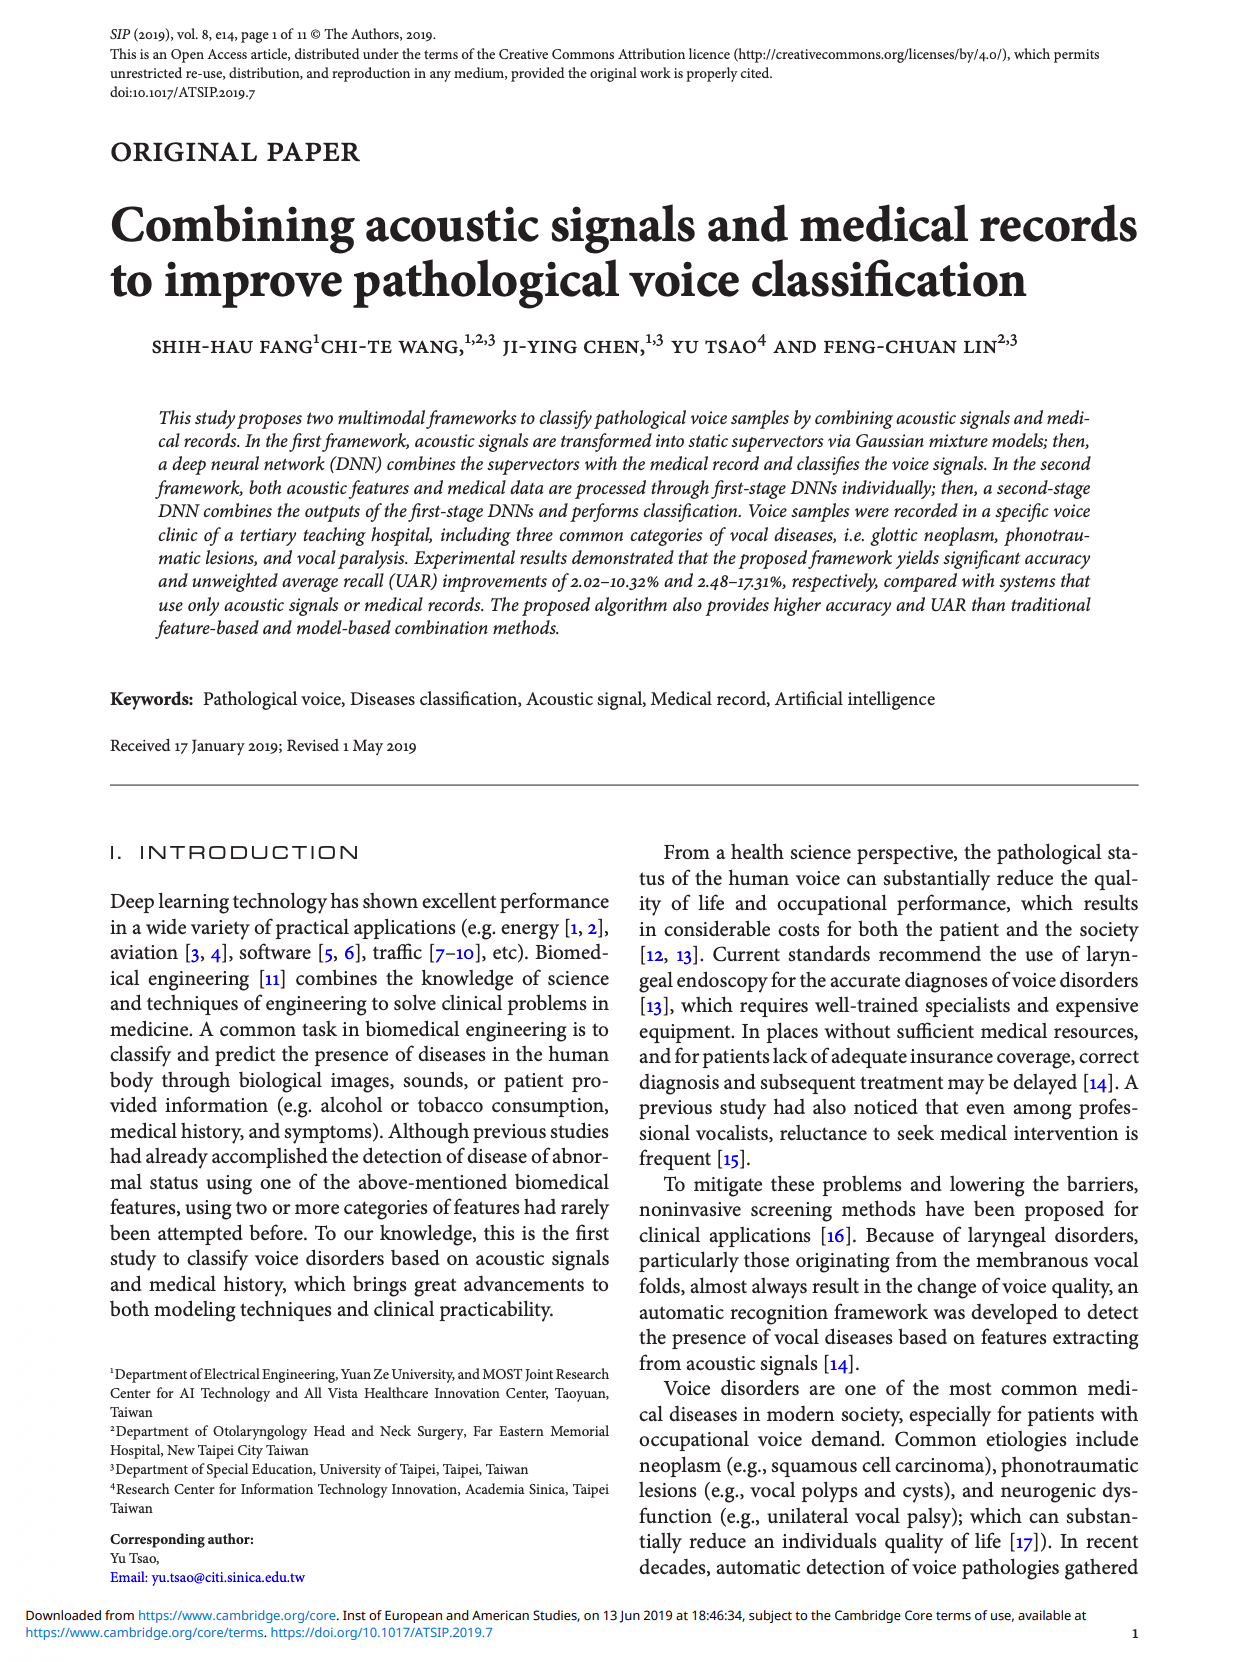 SIP (2019), vol. 8, e14, page 1 of 11 © The Authors, 2019.
This is an Open Access article, distributed under the terms of the Creative Commons Attribution licence (http://creativecommons.org/licenses/by/4.0/), which permits
unrestricted re-use, distribution, and reproduction in any medium, provided the original work is properly cited.
doi:10.1017/ATSIP.2019.7
ORIGINAL PAPER
Combining acoustic signals and medical records
to improve pathological voice classification
SHIH-HAU FANG¹CHI-TE WANG,¹,²,³ JI-YING CHEN,¹,³ YU TSAO⁴ AND FENG-CHUAN LIN²,³
This study proposes two multimodal frameworks to classify pathological voice samples by combining acoustic signals and medi-
cal records. In the first framework, acoustic signals are transformed into static supervectors via Gaussian mixture models; then,
a deep neural network (DNN) combines the supervectors with the medical record and classifies the voice signals. In the second
framework, both acoustic features and medical data are processed through first-stage DNNs individually; then, a second-stage
DNN combines the outputs of the first-stage DNNs and performs classification. Voice samples were recorded in a specific voice
clinic of a tertiary teaching hospital, including three common categories of vocal diseases, i.e. glottic neoplasm, phonotrau-
matic lesions, and vocal paralysis. Experimental results demonstrated that the proposed framework yields significant accuracy
and unweighted average recall (UAR) improvements of 2.02–10.32% and 2.48–17.31%, respectively, compared with systems that
use only acoustic signals or medical records. The proposed algorithm also provides higher accuracy and UAR than traditional
feature-based and model-based combination methods.
Keywords: Pathological voice, Diseases classification, Acoustic signal, Medical record, Artificial intelligence
Received 17 January 2019; Revised 1 May 2019
I. INTRODUCTION
Deep learning technology has shown excellent performance
in a wide variety of practical applications (e.g. energy [1, 2],
aviation [3, 4], software [5, 6], traffic [7–10], etc). Biomed-
ical engineering [11] combines the knowledge of science
and techniques of engineering to solve clinical problems in
medicine. A common task in biomedical engineering is to
classify and predict the presence of diseases in the human
body through biological images, sounds, or patient pro-
vided information (e.g. alcohol or tobacco consumption,
medical history, and symptoms). Although previous studies
had already accomplished the detection of disease of abnor-
mal status using one of the above-mentioned biomedical
features, using two or more categories of features had rarely
been attempted before. To our knowledge, this is the first
study to classify voice disorders based on acoustic signals
and medical history, which brings great advancements to
both modeling techniques and clinical practicability.
¹Department of Electrical Engineering, Yuan Ze University, and MOST Joint Research
Center for AI Technology and All Vista Healthcare Innovation Center, Taoyuan,
Taiwan
²Department of Otolaryngology Head and Neck Surgery, Far Eastern Memorial
Hospital, New Taipei City Taiwan
³Department of Special Education, University of Taipei, Taipei, Taiwan
⁴Research Center for Information Technology Innovation, Academia Sinica, Taipei
Taiwan
Corresponding author:
Yu Tsao,
Email: yu.tsao@citi.sinica.edu.tw
From a health science perspective, the pathological sta-
tus of the human voice can substantially reduce the qual-
ity of life and occupational performance, which results
in considerable costs for both the patient and the society
[12, 13]. Current standards recommend the use of laryn-
geal endoscopy for the accurate diagnoses of voice disorders
[13], which requires well-trained specialists and expensive
equipment. In places without sufficient medical resources,
and for patients lack of adequate insurance coverage, correct
diagnosis and subsequent treatment may be delayed [14]. A
previous study had also noticed that even among profes-
sional vocalists, reluctance to seek medical intervention is
frequent [15].
To mitigate these problems and lowering the barriers,
noninvasive screening methods have been proposed for
clinical applications [16]. Because of laryngeal disorders,
particularly those originating from the membranous vocal
folds, almost always result in the change of voice quality, an
automatic recognition framework was developed to detect
the presence of vocal diseases based on features extracting
from acoustic signals [14].
Voice disorders are one of the most common medi-
cal diseases in modern society, especially for patients with
occupational voice demand. Common etiologies include
neoplasm (e.g., squamous cell carcinoma), phonotraumatic
lesions (e.g., vocal polyps and cysts), and neurogenic dys-
function (e.g., unilateral vocal palsy); which can substan-
tially reduce an individuals quality of life [17]). In recent
decades, automatic detection of voice pathologies gathered
Downloaded from https://www.cambridge.org/core. Inst of European and American Studies, on 13 Jun 2019 at 18:46:34, subject to the Cambridge Core terms of use, available at
https://www.cambridge.org/core/terms. https://doi.org/10.1017/ATSIP.2019.7
1